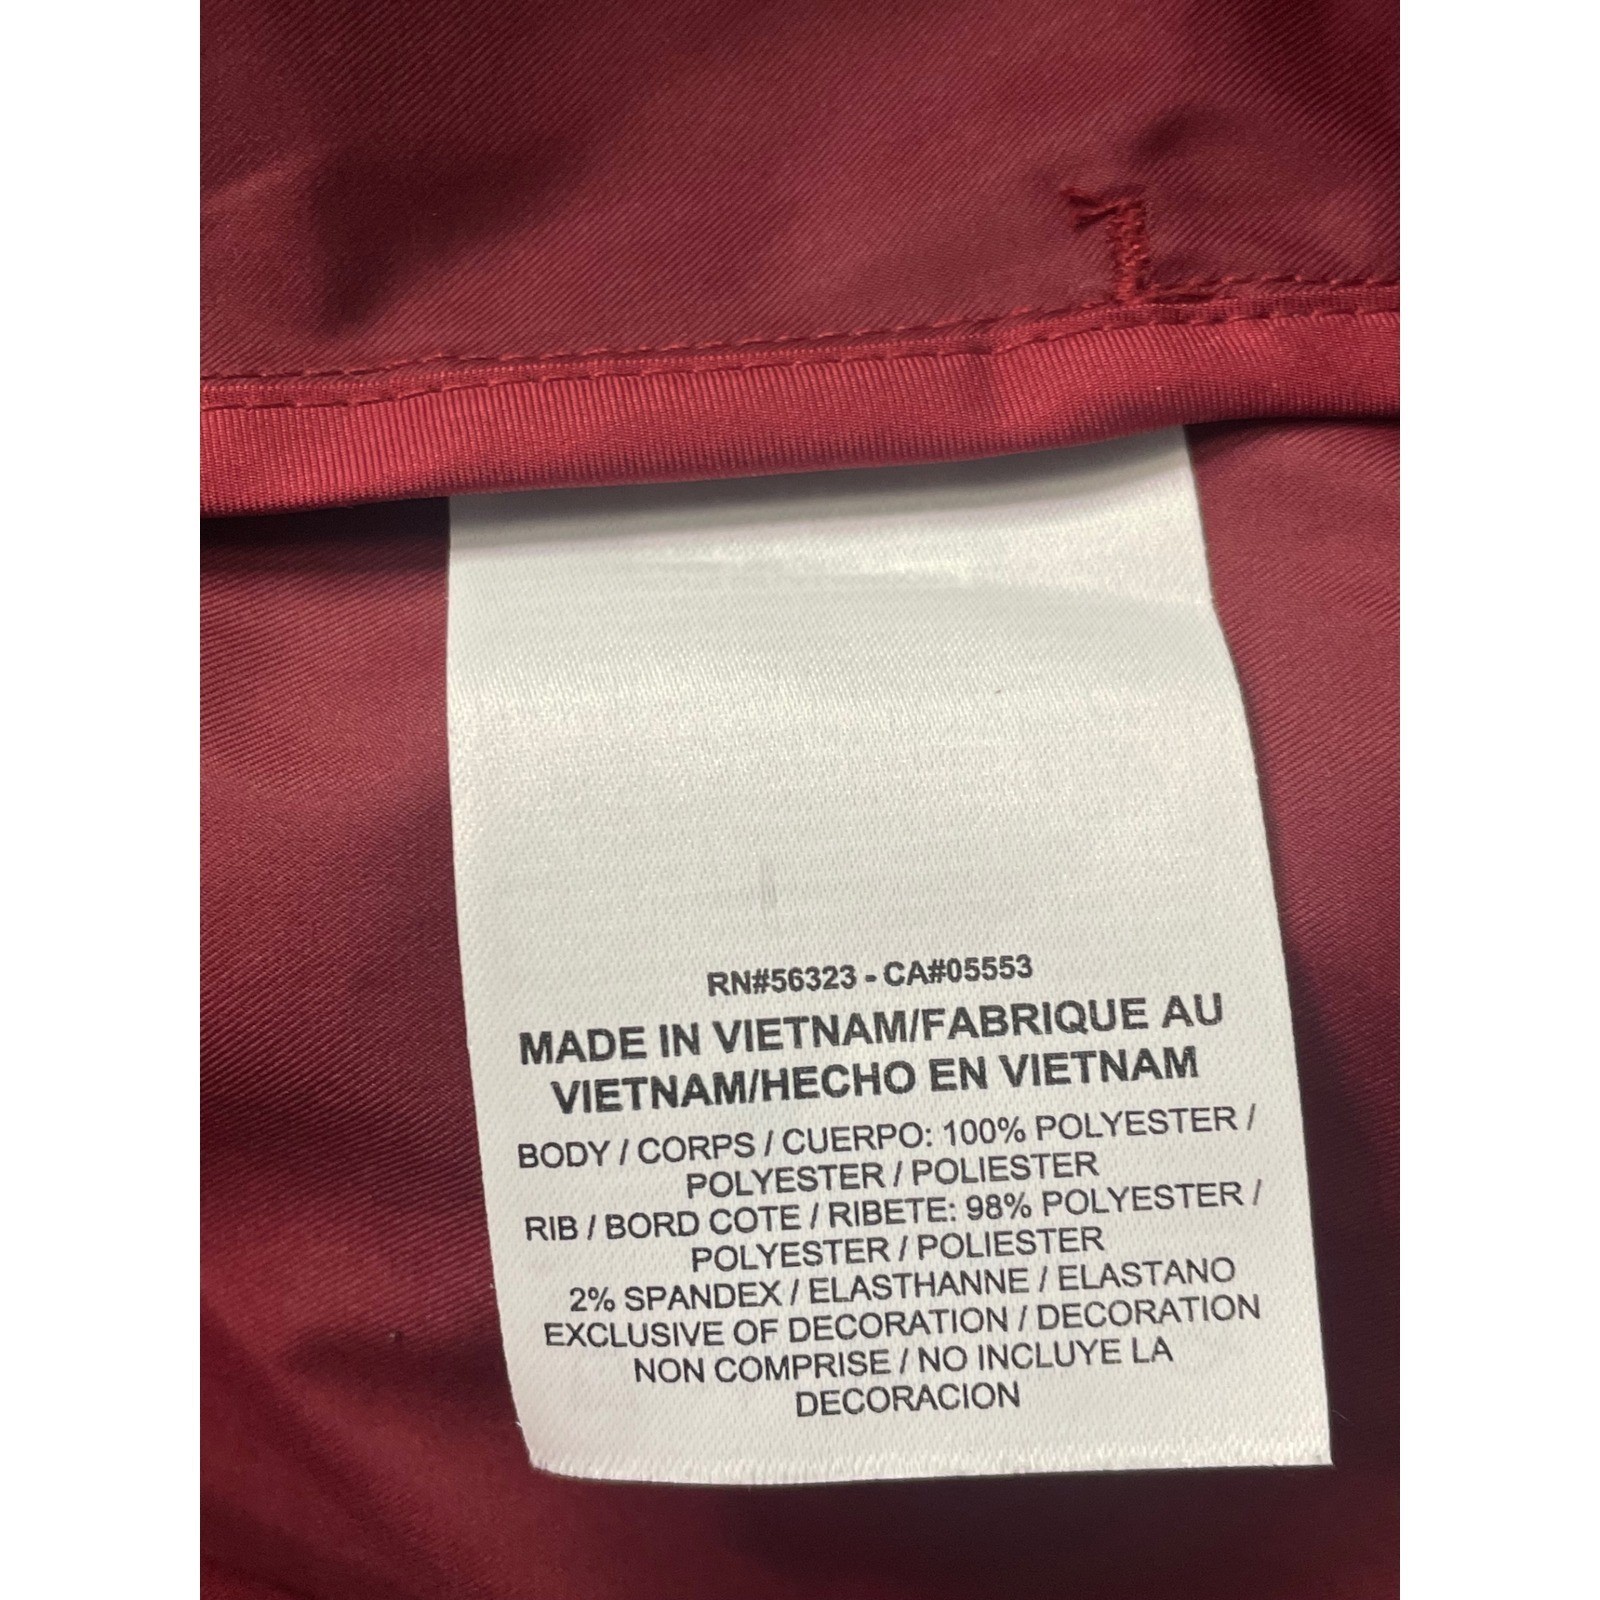 RN#56323 - CA#05553
MADE IN VIETNAM/FABRIQUE AU
VIETNAM/HECHO EN VIETNAM
BODY / CORPS / CUERPO: 100% POLYESTER /
POLYESTER / POLIESTER
RIB / BORD COTE / RIBETE: 98% POLYESTER /
POLYESTER / POLIESTER
2% SPANDEX / ELASTHANNE / ELASTANO
EXCLUSIVE OF DECORATION / DECORATION
NON COMPRISE / NO INCLUYE LA
DECORACION